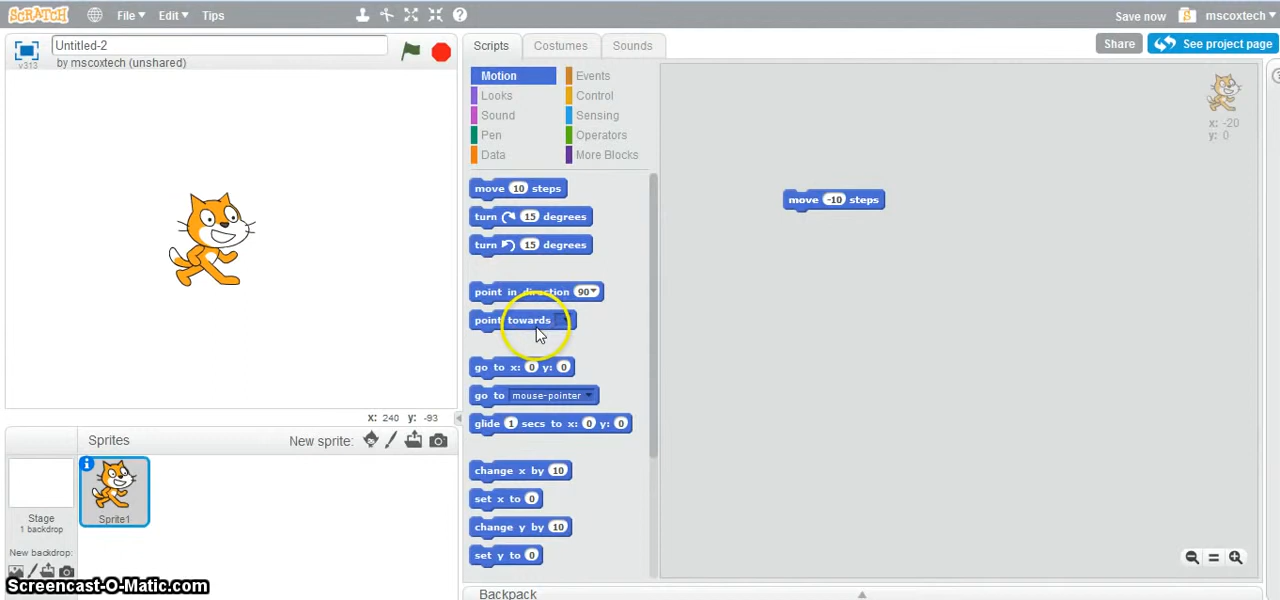 SCRATCH File Edit Tips Save now mscoxtech
v313 Untitled-2 Scripts Costumes Sounds Share See project page
by mscoxtech (unshared)
Motion Events
Looks Control
Sound Sensing
Pen Operators
Data More Blocks
x: -20
y: 0
move 10 steps
turn 15 degrees
turn 15 degrees
point in direction 90
point towards
go to x: 0 y: 0
go to mouse-pointer
glide 1 secs to x: 0 y: 0
change x by 10
set x to 0
change y by 10
set y to 0
move -10 steps
x: 240 y: -93
Sprites New sprite:
Stage
1 backdrop
New backdrop:
Sprite1
Backpack
Screencast-O-Matic.com